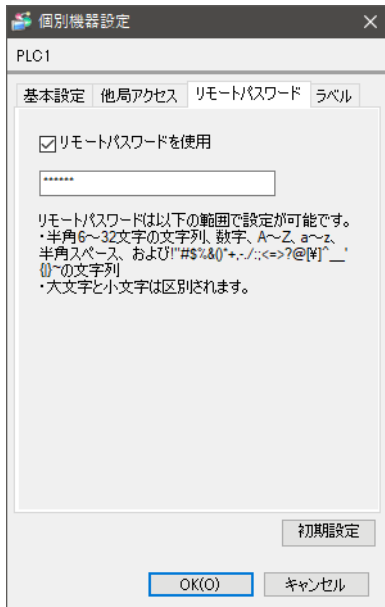 個別機器設定
PLC1
基本設定 他局アクセス リモートパスワード ラベル
リモートパスワードを使用
******
リモートパスワードは以下の範囲で設定が可能です。
・半角6～32文字の文字列、数字、A～Z、a～z、
半角スペース、および!"#$%&()*+,-./:;<=>?@[¥]^__'
{|}~の文字列
・大文字と小文字は区別されます。
初期設定
OK(O) キャンセル